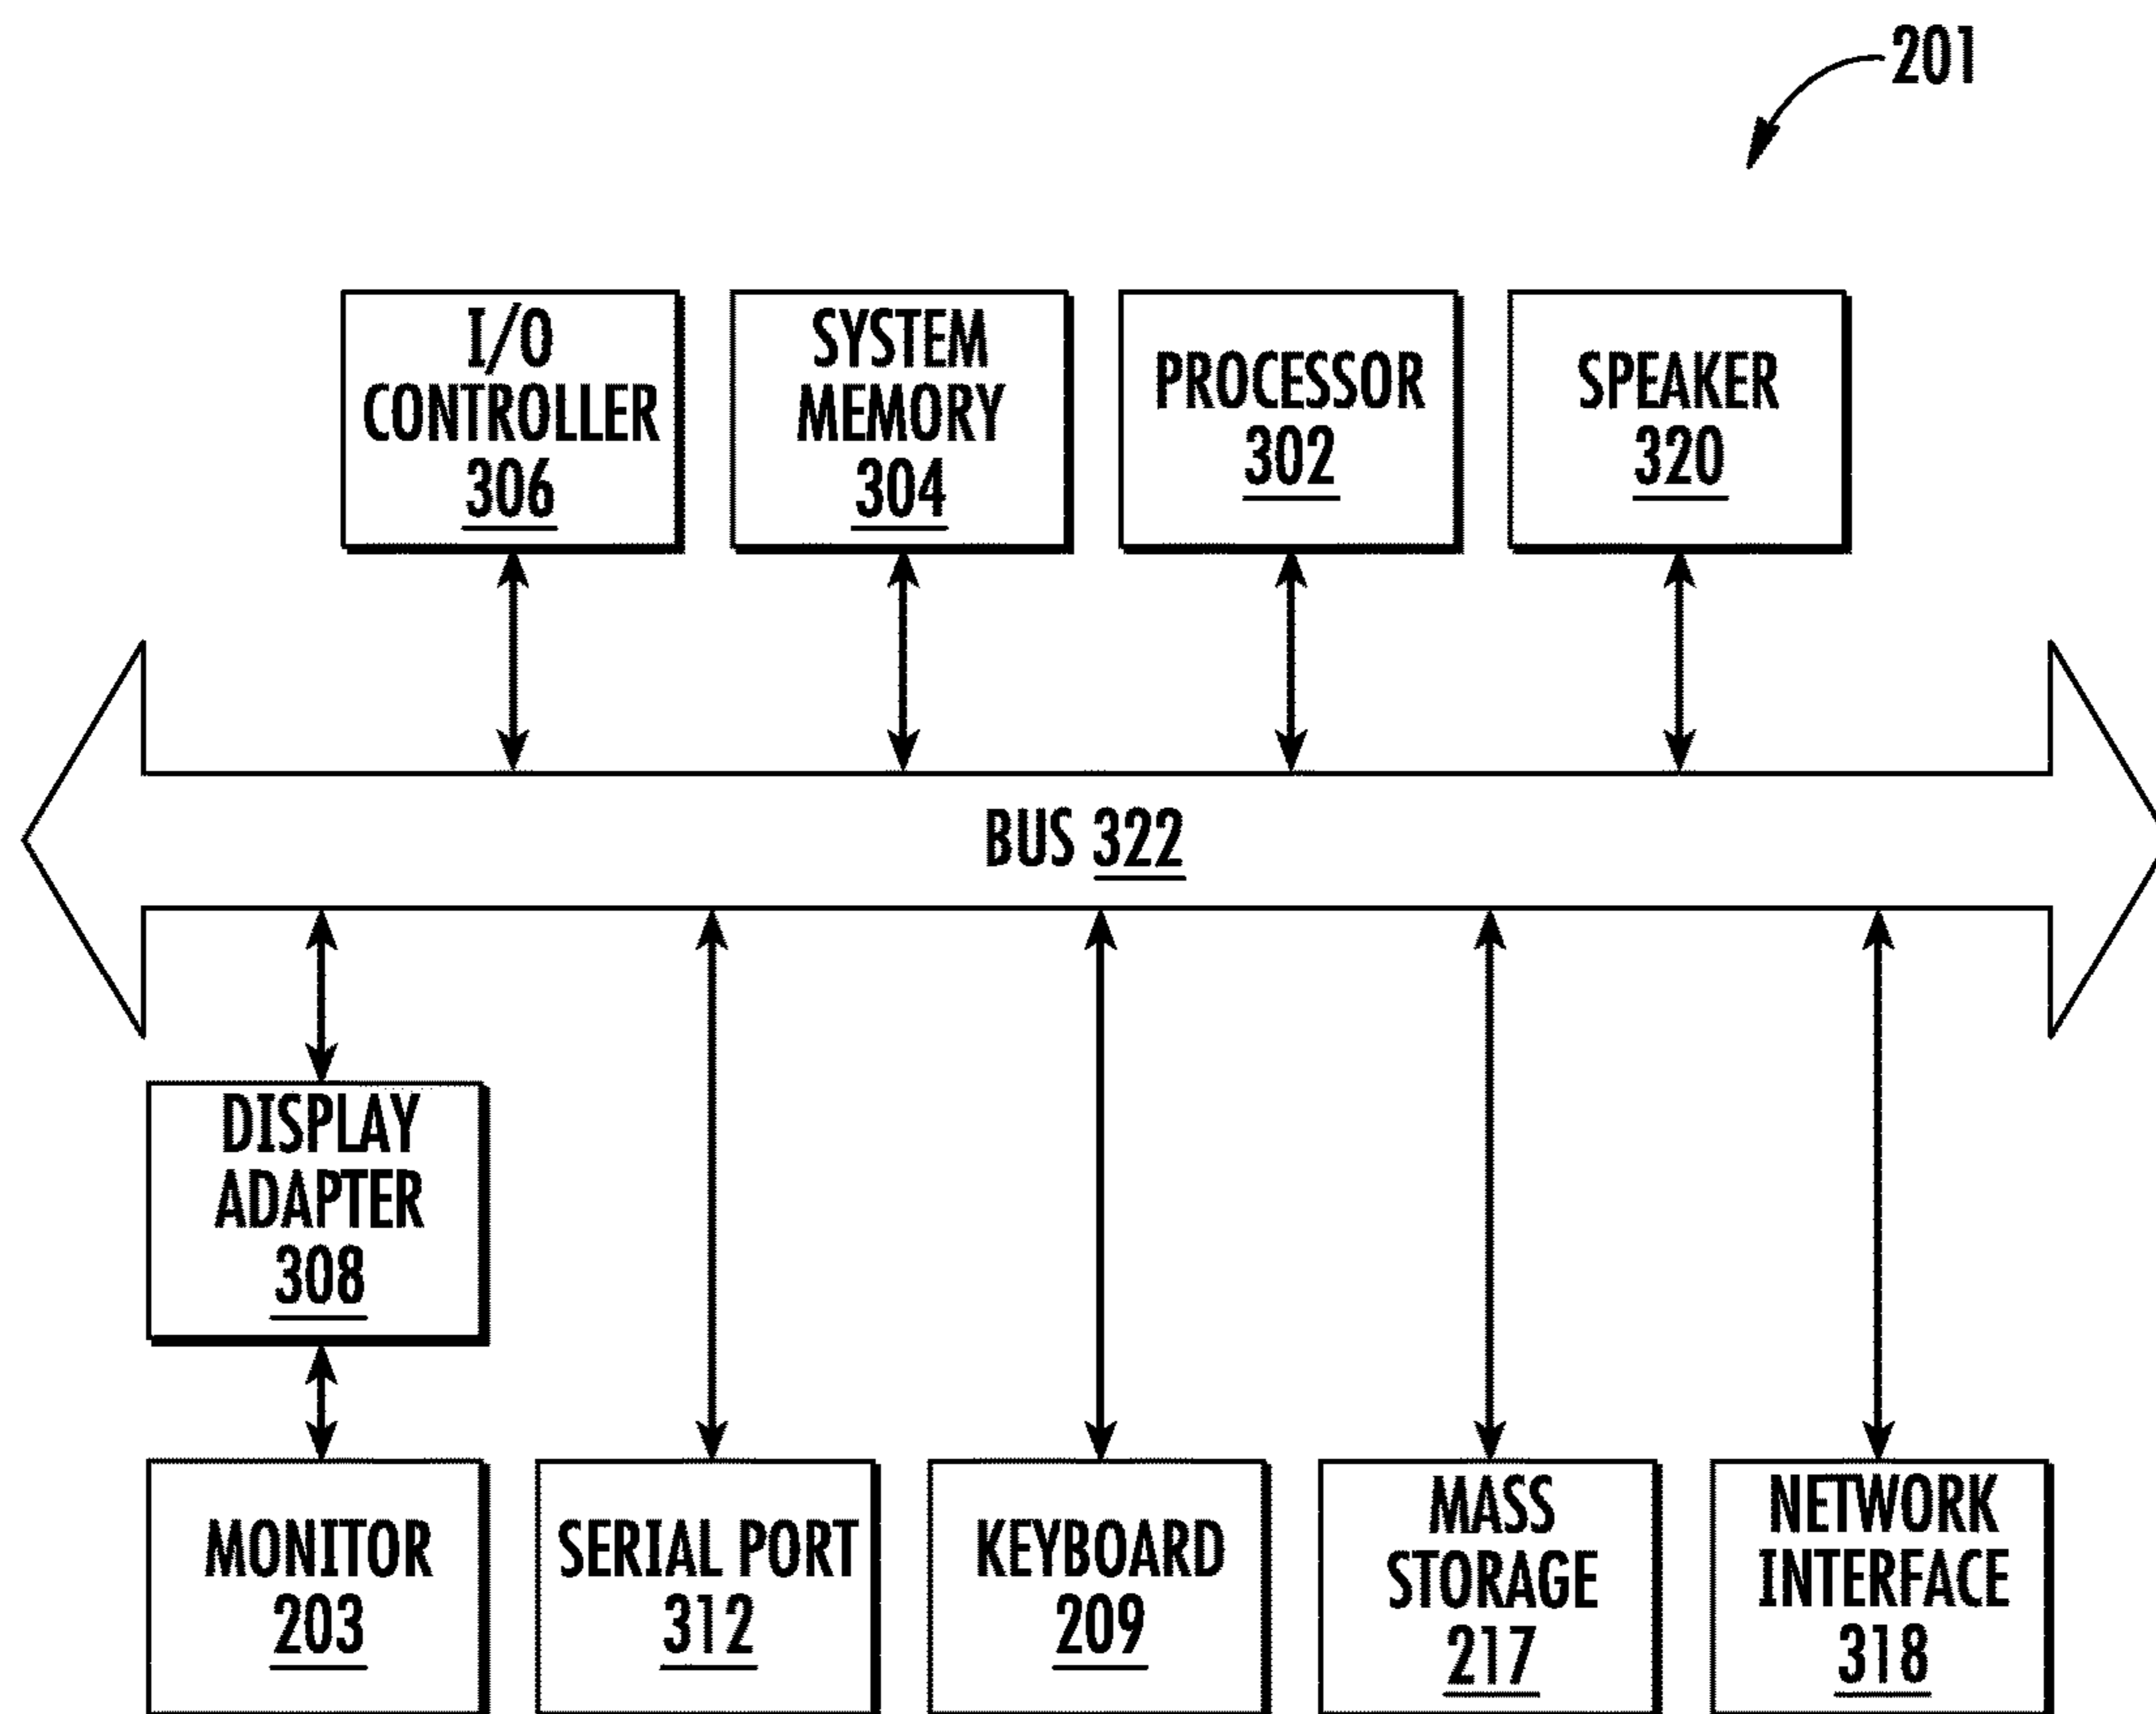 201
I/O
CONTROLLER
306
SYSTEM
MEMORY
304
PROCESSOR
302
SPEAKER
320
BUS 322
DISPLAY
ADAPTER
308
MONITOR
203
SERIAL PORT
312
KEYBOARD
209
MASS
STORAGE
217
NETWORK
INTERFACE
318